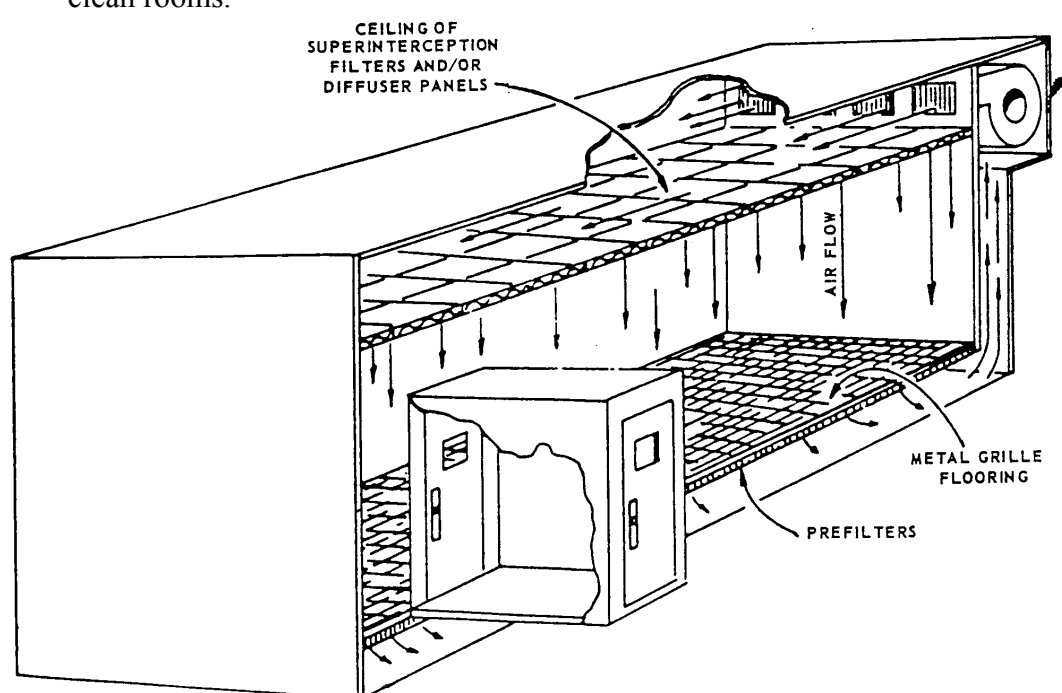 clean rooms.
CEILING OF
SUPERINTERCEPTION
FILTERS AND/OR
DIFFUSER PANELS
AIR FLOW
METAL GRILLE
FLOORING
PREFILTERS